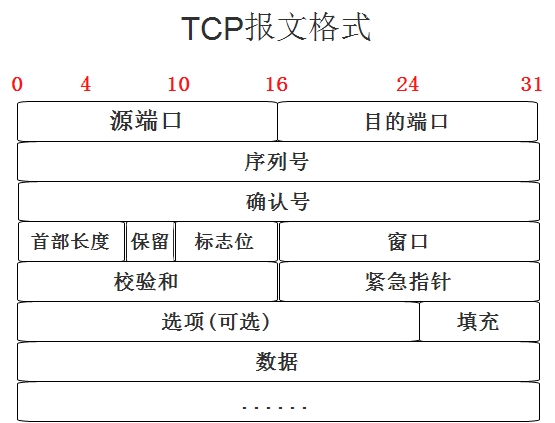 TCP报文格式
0 4 10 16 24 31
源端口 目的端口
序列号
确认号
首部长度 保留 标志位 窗口
校验和 紧急指针
选项(可选) 填充
数据
......